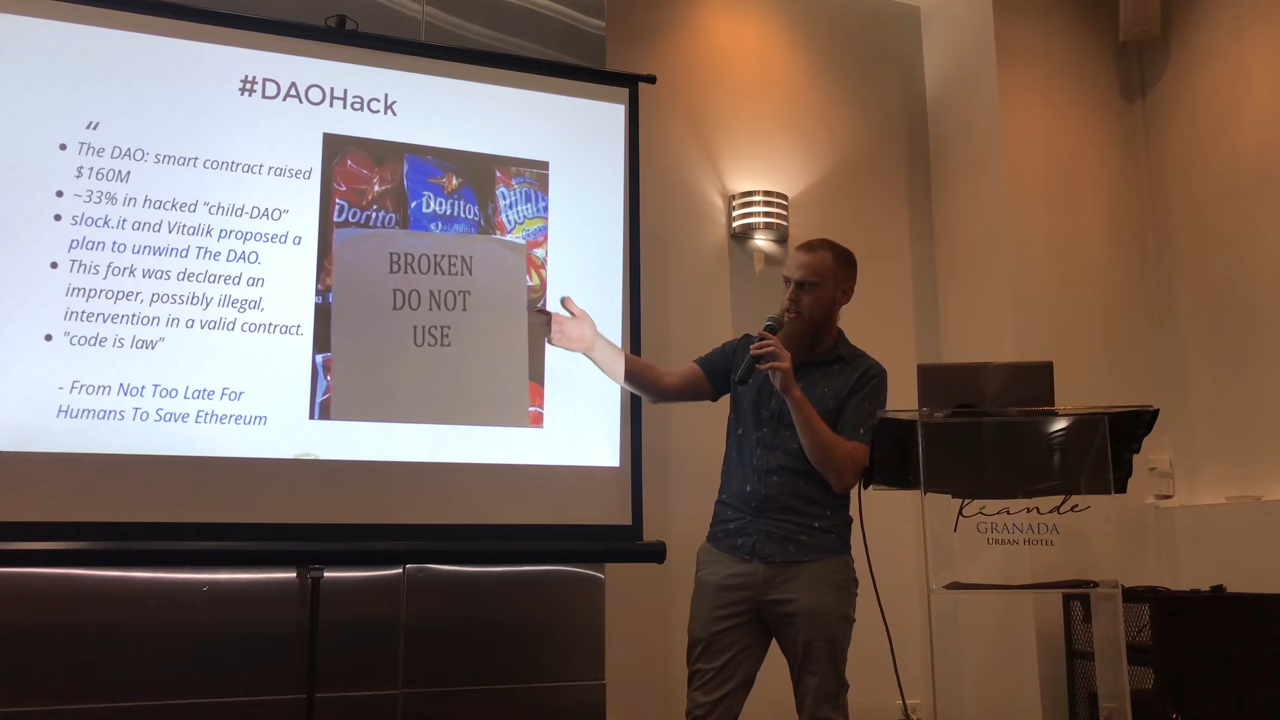 #DAOHack
“
• The DAO: smart contract raised
$160M
• ~33% in hacked “child-DAO”
• slock.it and Vitalik proposed a
plan to unwind The DAO.
• This fork was declared an
improper, possibly illegal,
intervention in a valid contract.
• "code is law"
- From Not Too Late For
Humans To Save Ethereum
Doritos
Doritos
BUGLES
BROKEN
DO NOT
USE
Riande
GRANADA
URBAN HOTEL